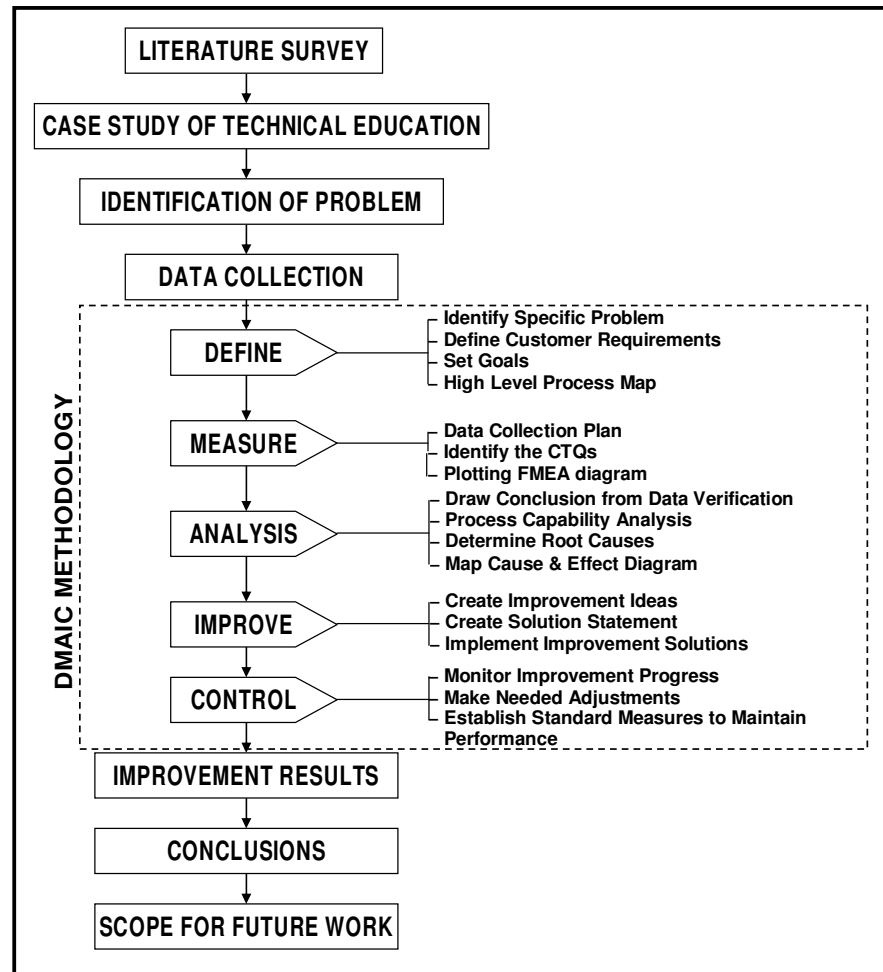 LITERATURE SURVEY
CASE STUDY OF TECHNICAL EDUCATION
IDENTIFICATION OF PROBLEM
DATA COLLECTION
DMAIC METHODOLOGY
DEFINE
Identify Specific Problem
Define Customer Requirements
Set Goals
High Level Process Map
MEASURE
Data Collection Plan
Identify the CTQs
Plotting FMEA diagram
ANALYSIS
Draw Conclusion from Data Verification
Process Capability Analysis
Determine Root Causes
Map Cause & Effect Diagram
IMPROVE
Create Improvement Ideas
Create Solution Statement
Implement Improvement Solutions
CONTROL
Monitor Improvement Progress
Make Needed Adjustments
Establish Standard Measures to Maintain
Performance
IMPROVEMENT RESULTS
CONCLUSIONS
SCOPE FOR FUTURE WORK